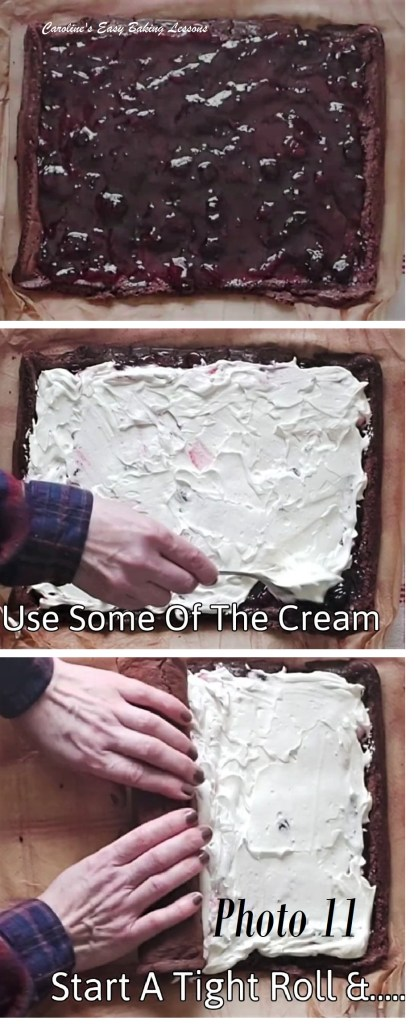 Caroline's Easy Baking Lessons
Use Some Of The Cream
Photo 11
Start A Tight Roll &.....